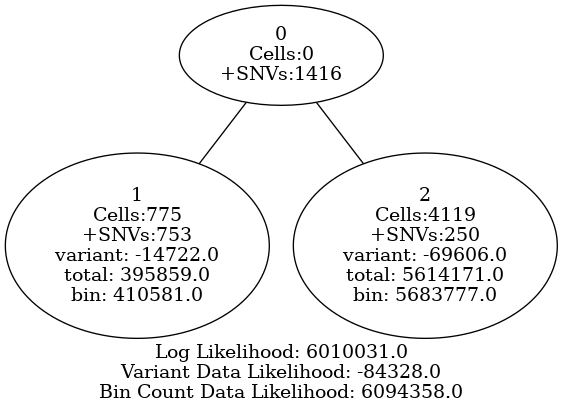 0
Cells:0
+SNVs:1416
1
Cells:775
+SNVs:753
variant: -14722.0
total: 395859.0
bin: 410581.0
2
Cells:4119
+SNVs:250
variant: -69606.0
total: 5614171.0
bin: 5683777.0
Log Likelihood: 6010031.0
Variant Data Likelihood: -84328.0
Bin Count Data Likelihood: 6094358.0